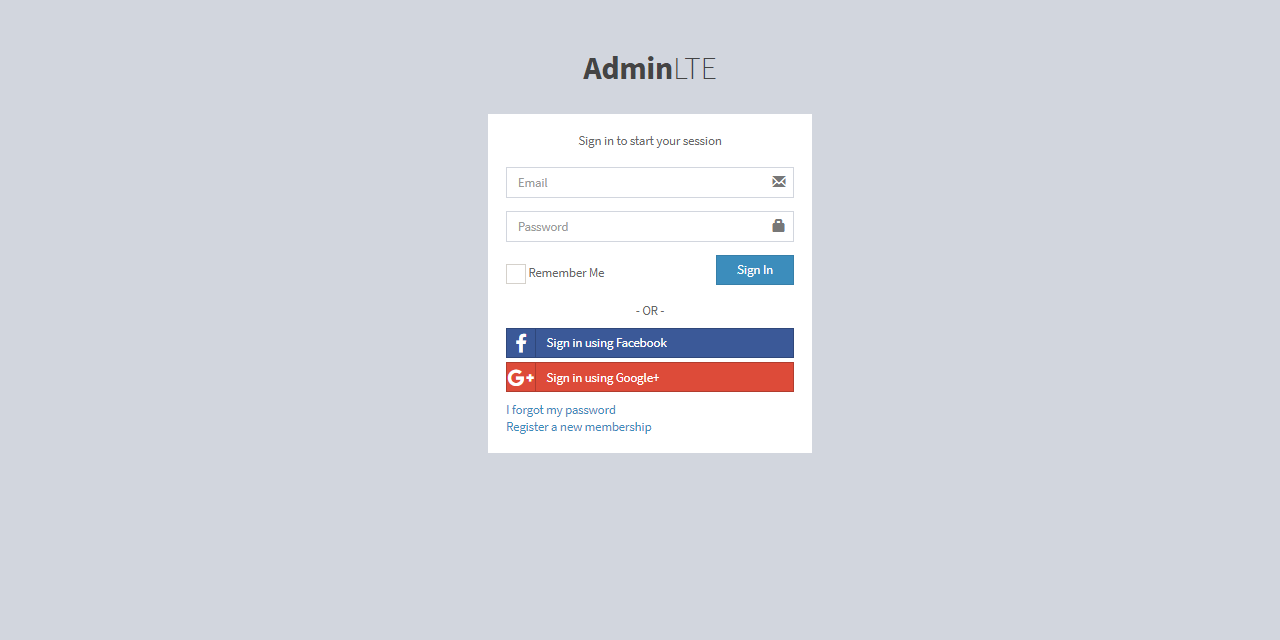 AdminLTE
Sign in to start your session
Email
Password
Remember Me
Sign In
- OR -
Sign in using Facebook
Sign in using Google+
I forgot my password
Register a new membership